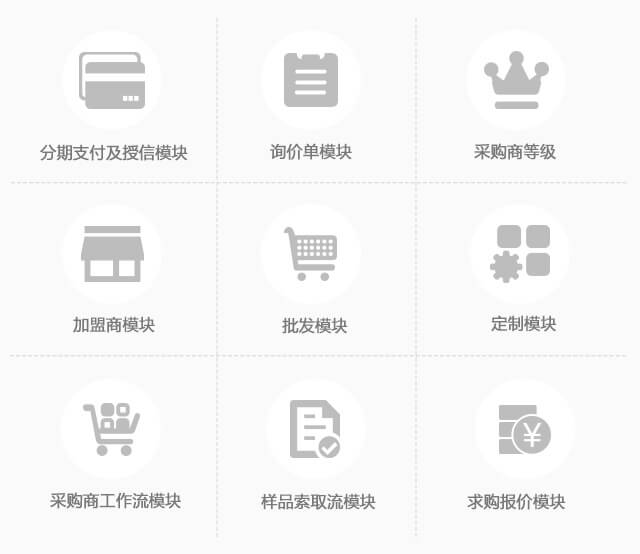 分期支付及授信模块
询价单模块
采购商等级
加盟商模块
批发模块
定制模块
采购商工作流模块
样品索取流模块
求购报价模块